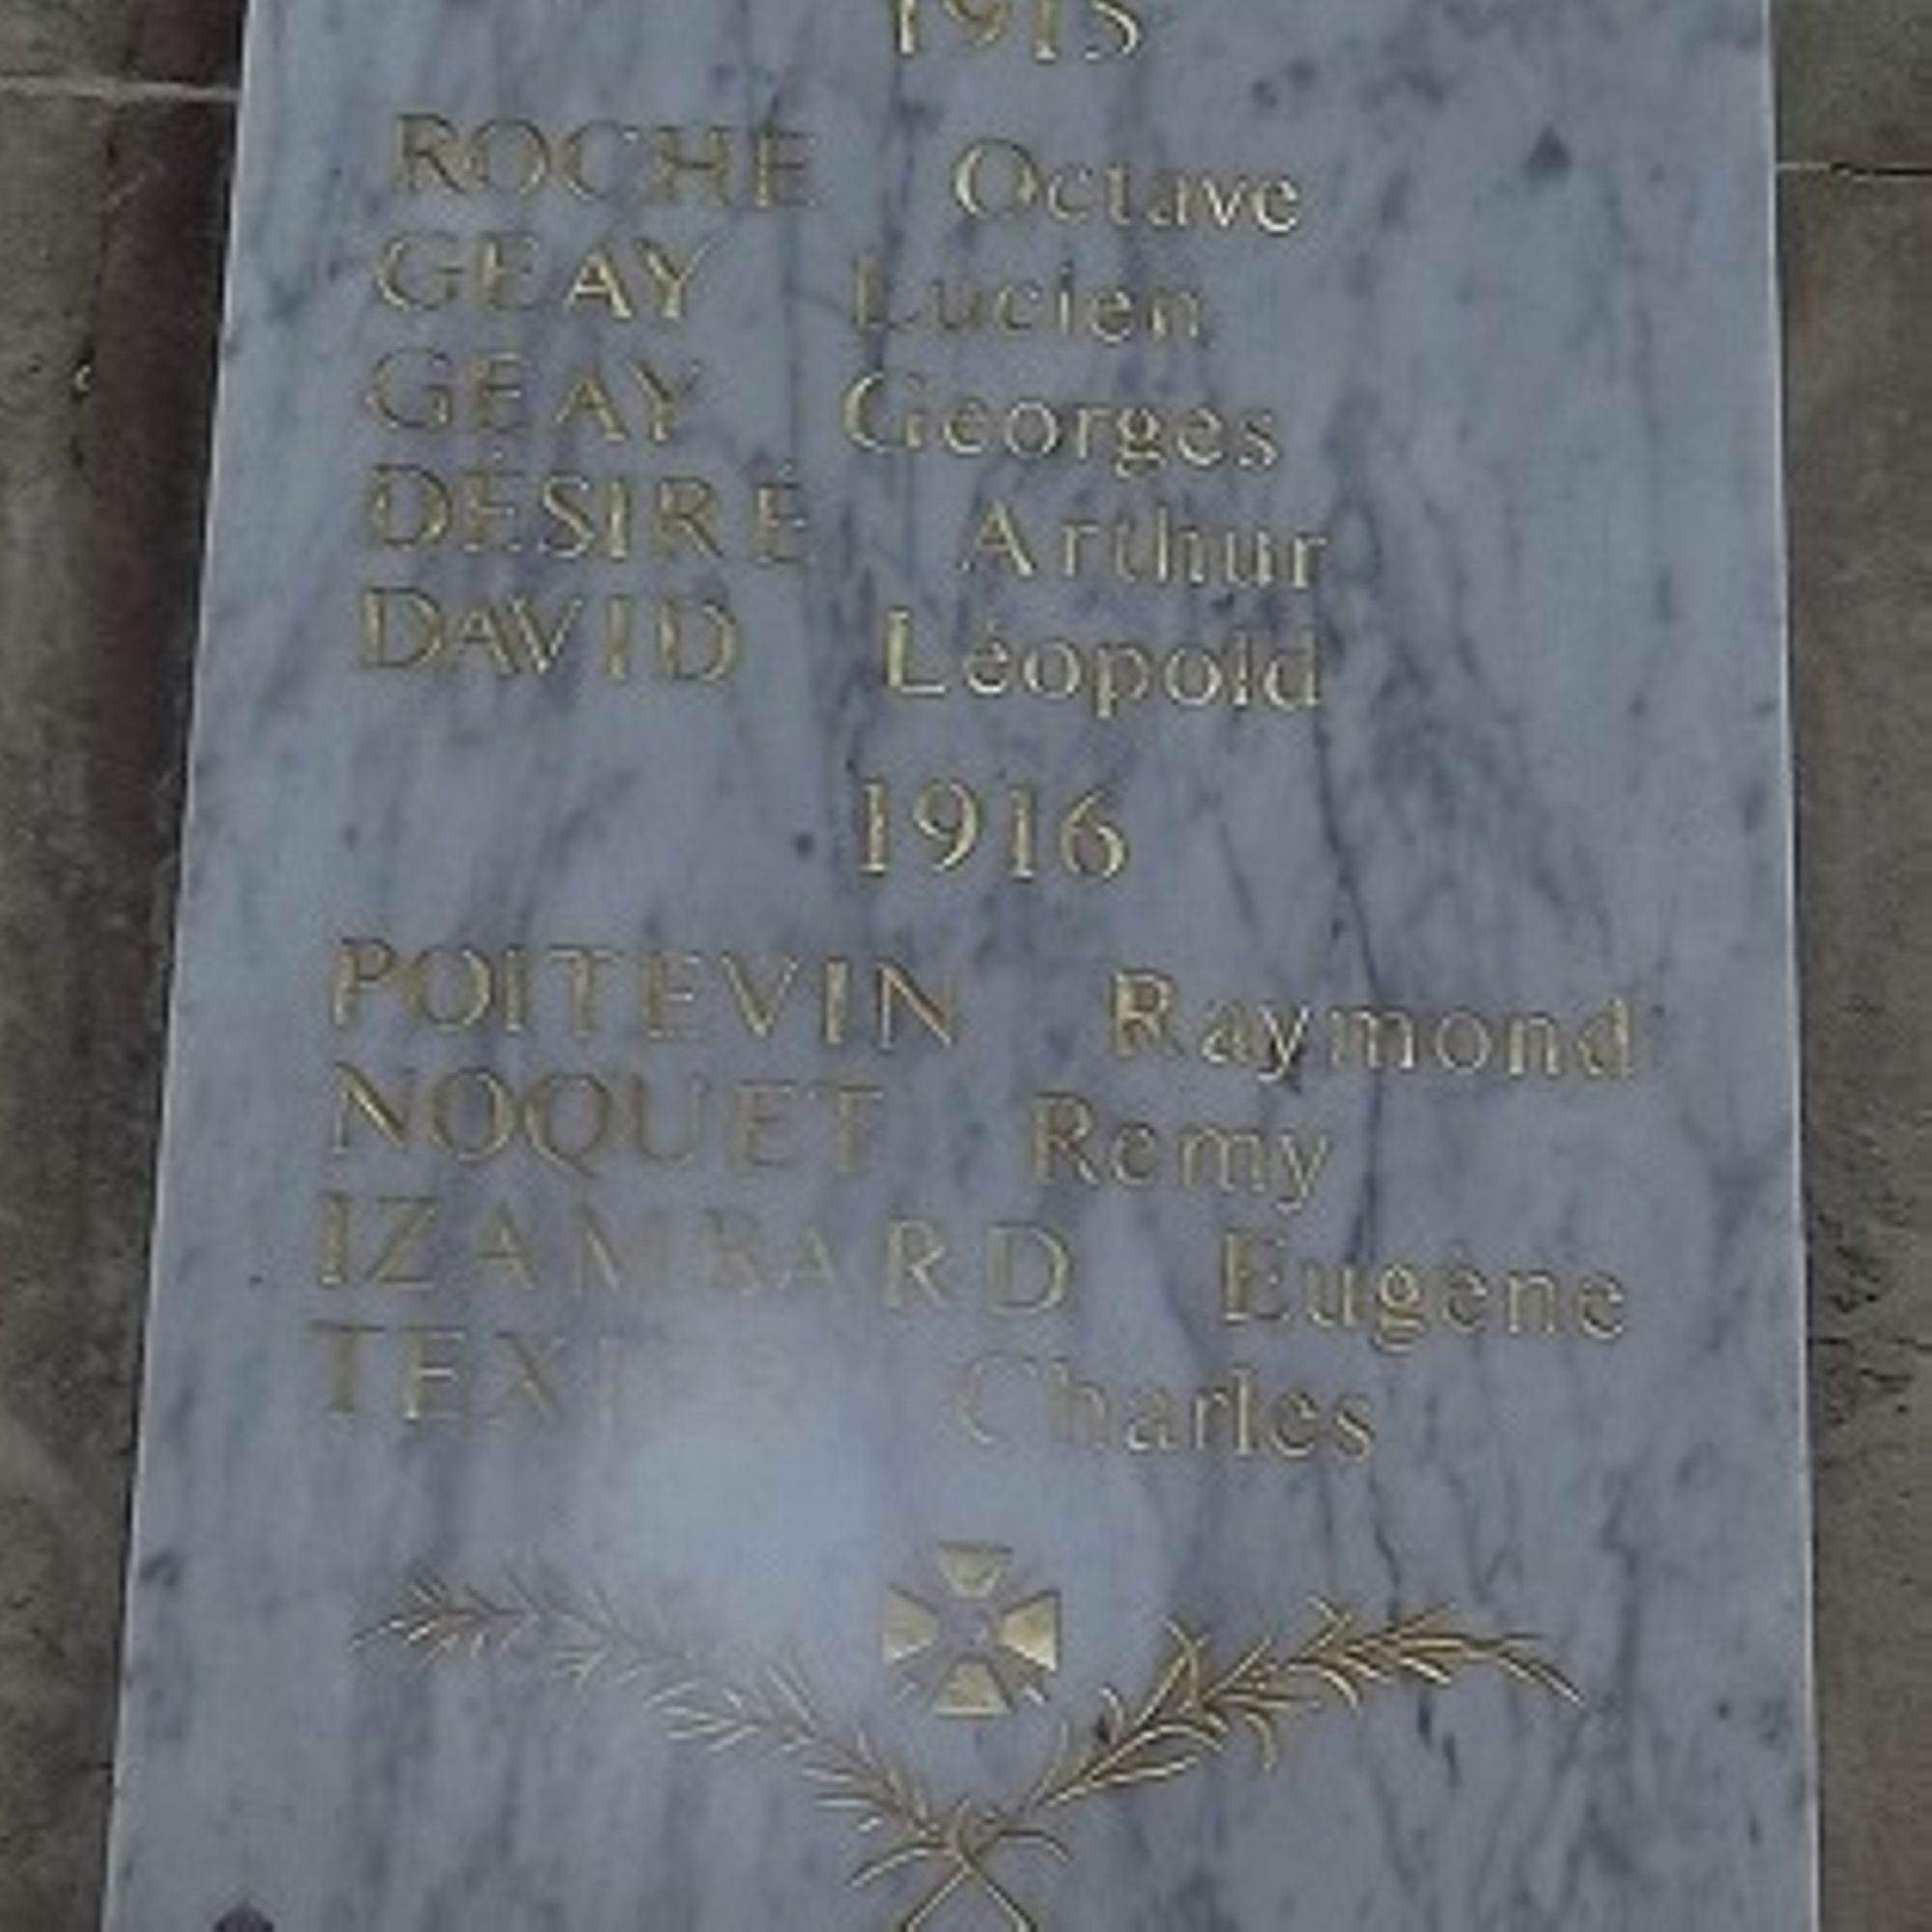 1915
ROCHE Octave
GEAY Lucien
GEAY Georges
DÉSIRÉ Arthur
DAVID Léopold
1916
POITEVIN Raymond
NOQUET Remy
IZAMBARD Eugène
Charles